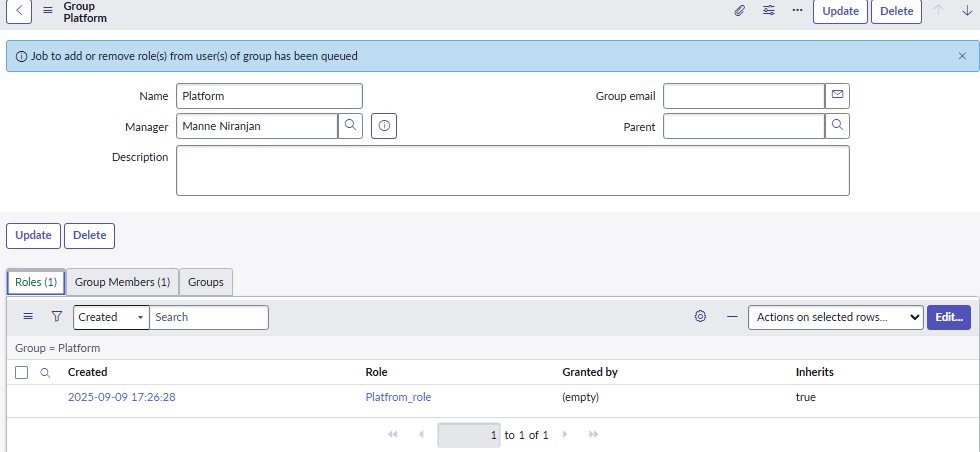 Group
Platform
Update Delete
Job to add or remove role(s) from user(s) of group has been queued
Name Platform Group email
Manager Manne Niranjan Parent
Description
Update Delete
Roles (1) Group Members (1) Groups
Created Search Actions on selected rows... Edit...
Group = Platform
Created Role Granted by Inherits
2025-09-09 17:26:28 Platfrom_role (empty) true
1 to 1 of 1